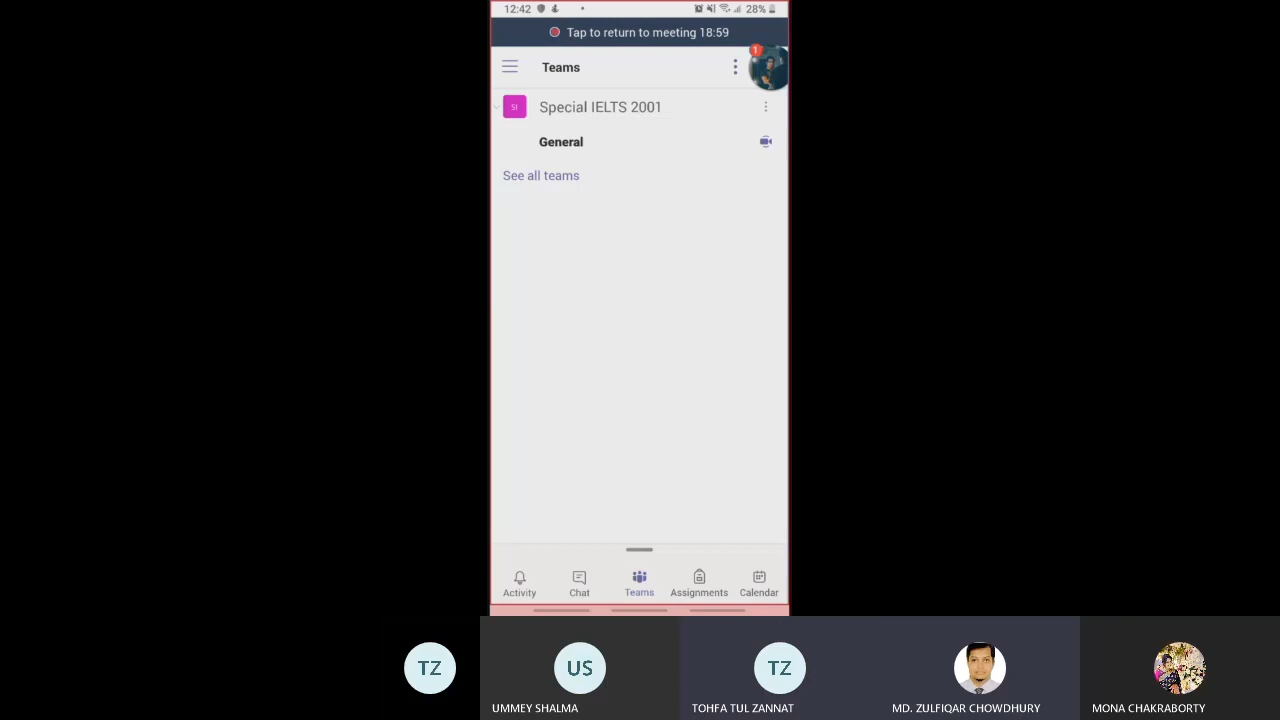 12:42 28%
Tap to return to meeting 18:59
1
Teams
SI Special IELTS 2001
General
See all teams
Activity Chat Teams Assignments Calendar
TZ US TZ
UMMEY SHALMA TOHFA TUL ZANNAT MD. ZULFIQAR CHOWDHURY MONA CHAKRABORTY